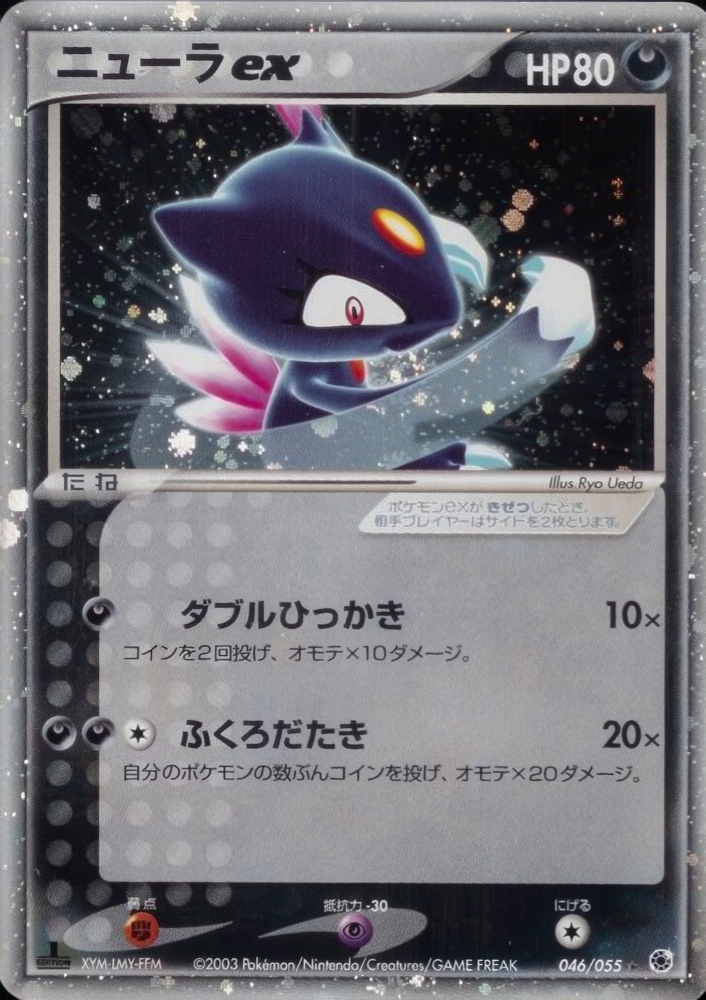 ニューラex HP80
たね Illus.Ryo Ueda
ポケモンexが きぜつしたとき、
相手プレイヤーはサイドを2枚とります。
ダブルひっかき 10×
コインを2回投げ、オモテ×10ダメージ。
ふくろだたき 20×
自分のポケモンの数ぶんコインを投げ、オモテ×20ダメージ。
弱点 抵抗力 -30 にげる
1
EDITION XYM-LMY-FFM ©2003 Pokémon/Nintendo/Creatures/GAME FREAK 046/055 ☆